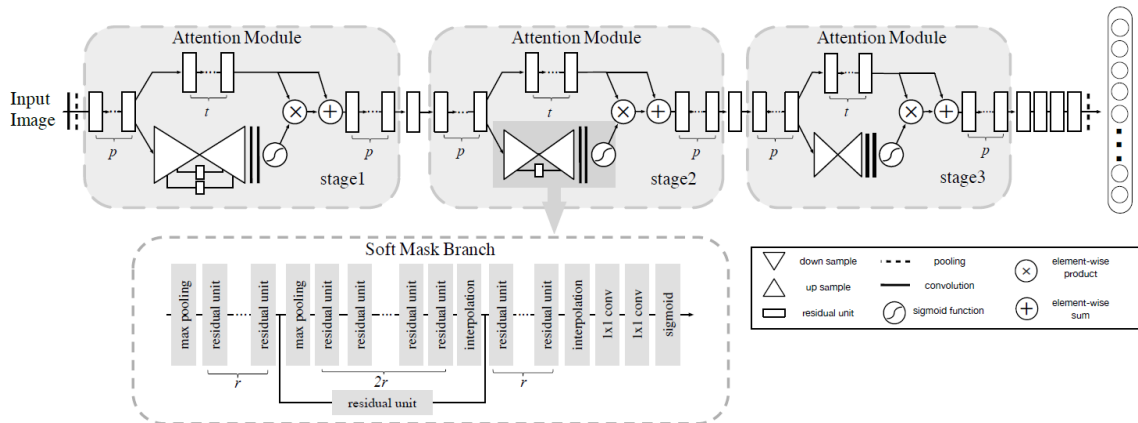 Attention Module
Attention Module
Attention Module
Input
Image
p
t
p
stage1
p
t
p
stage2
p
t
p
stage3
Soft Mask Branch
max pooling
residual unit
residual unit
max pooling
residual unit
residual unit
residual unit
residual unit
interpolation
residual unit
residual unit
interpolation
1x1 conv
1x1 conv
sigmoid
r
2r
r
residual unit
down sample
pooling
element-wise
product
up sample
convolution
residual unit
sigmoid function
element-wise
sum